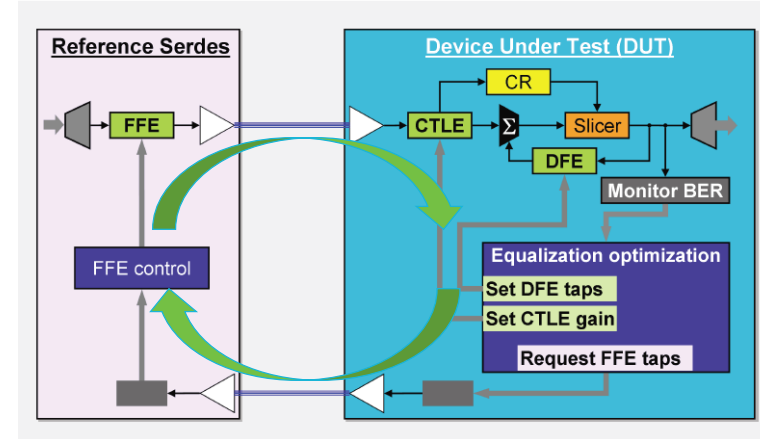 Reference Serdes
Device Under Test (DUT)
CR
FFE
CTLE
Σ
Slicer
DFE
Monitor BER
FFE control
Equalization optimization
Set DFE taps
Set CTLE gain
Request FFE taps